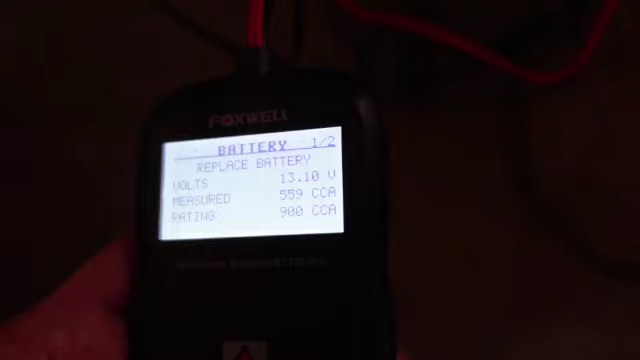 FOXWELL
BATTERY 1/2
REPLACE BATTERY
VOLTS 13.10 V
MEASURED 559 CCA
RATING 900 CCA